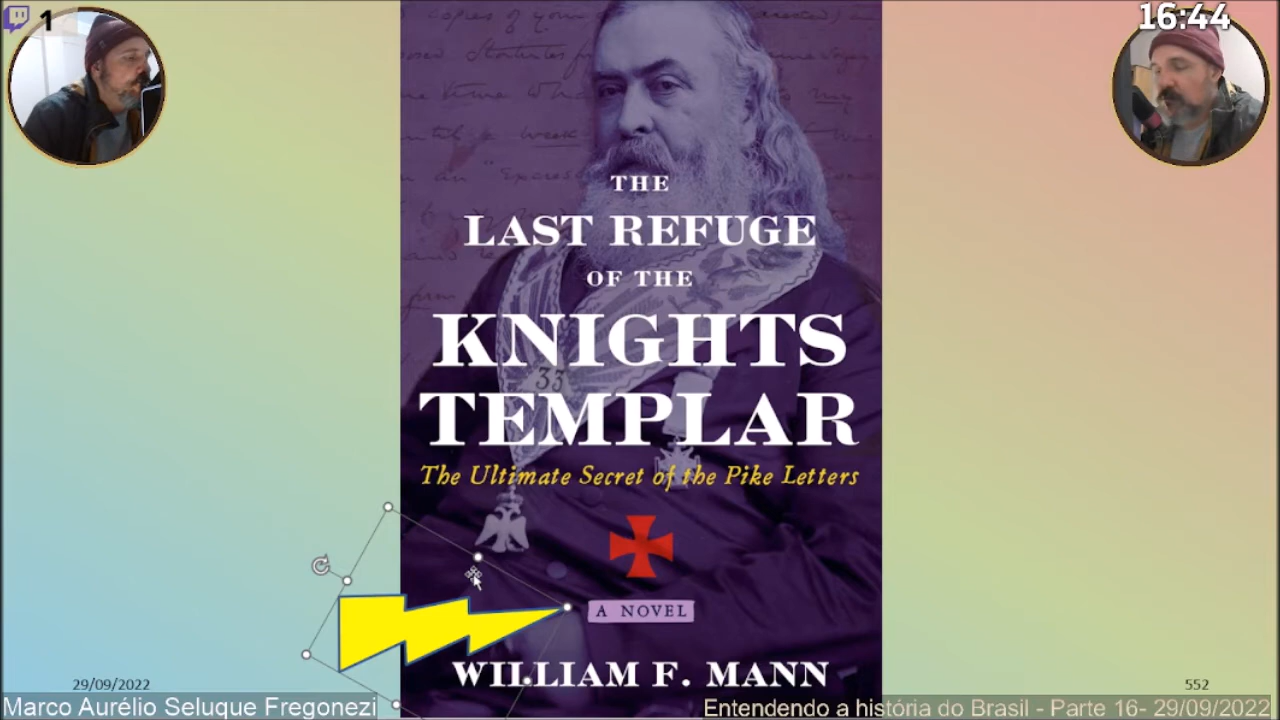 1
16:44
THE
LAST REFUGE
OF THE
KNIGHTS
33
TEMPLAR
The Ultimate Secret of the Pike Letters
A NOVEL
WILLIAM F. MANN
29/09/2022
552
Marco Aurélio Seluque Fregonezi
Entendendo a história do Brasil - Parte 16- 29/09/2022